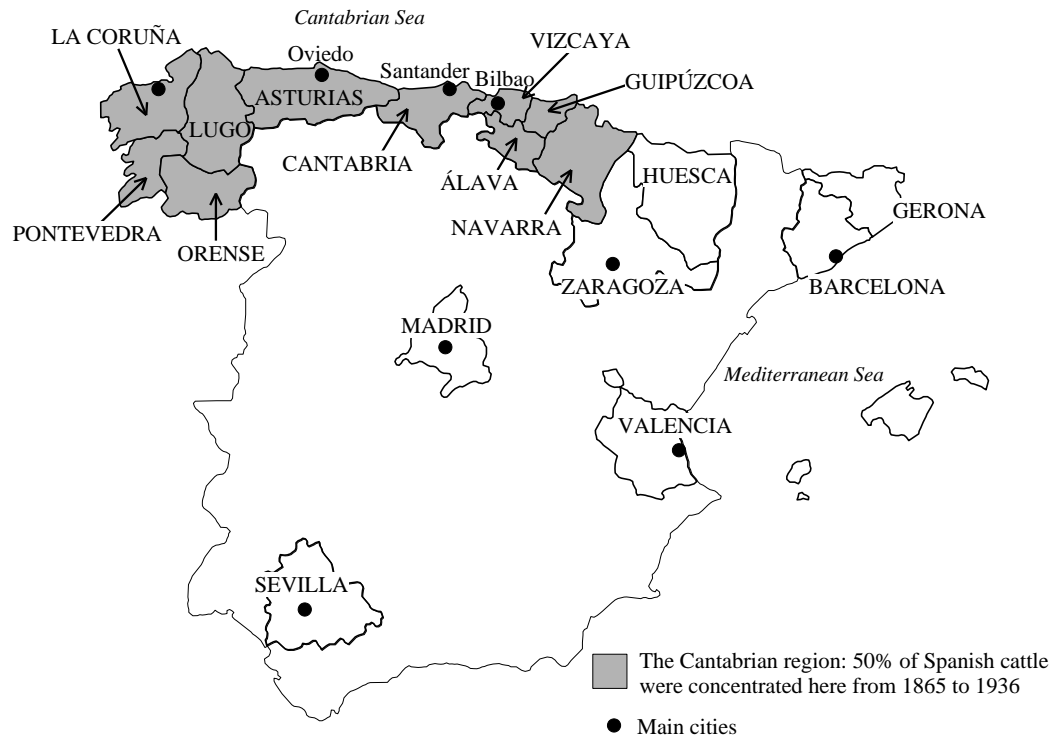 Cantabrian Sea
LA CORUÑA
VIZCAYA
Oviedo
Santander
Bilbao
GUIPÚZCOA
ASTURIAS
LUGO
CANTABRIA
ÁLAVA
HUESCA
NAVARRA
GERONA
PONTEVEDRA
ORENSE
ZARAGOZA
BARCELONA
MADRID
Mediterranean Sea
VALENCIA
SEVILLA
The Cantabrian region: 50% of Spanish cattle
were concentrated here from 1865 to 1936
Main cities